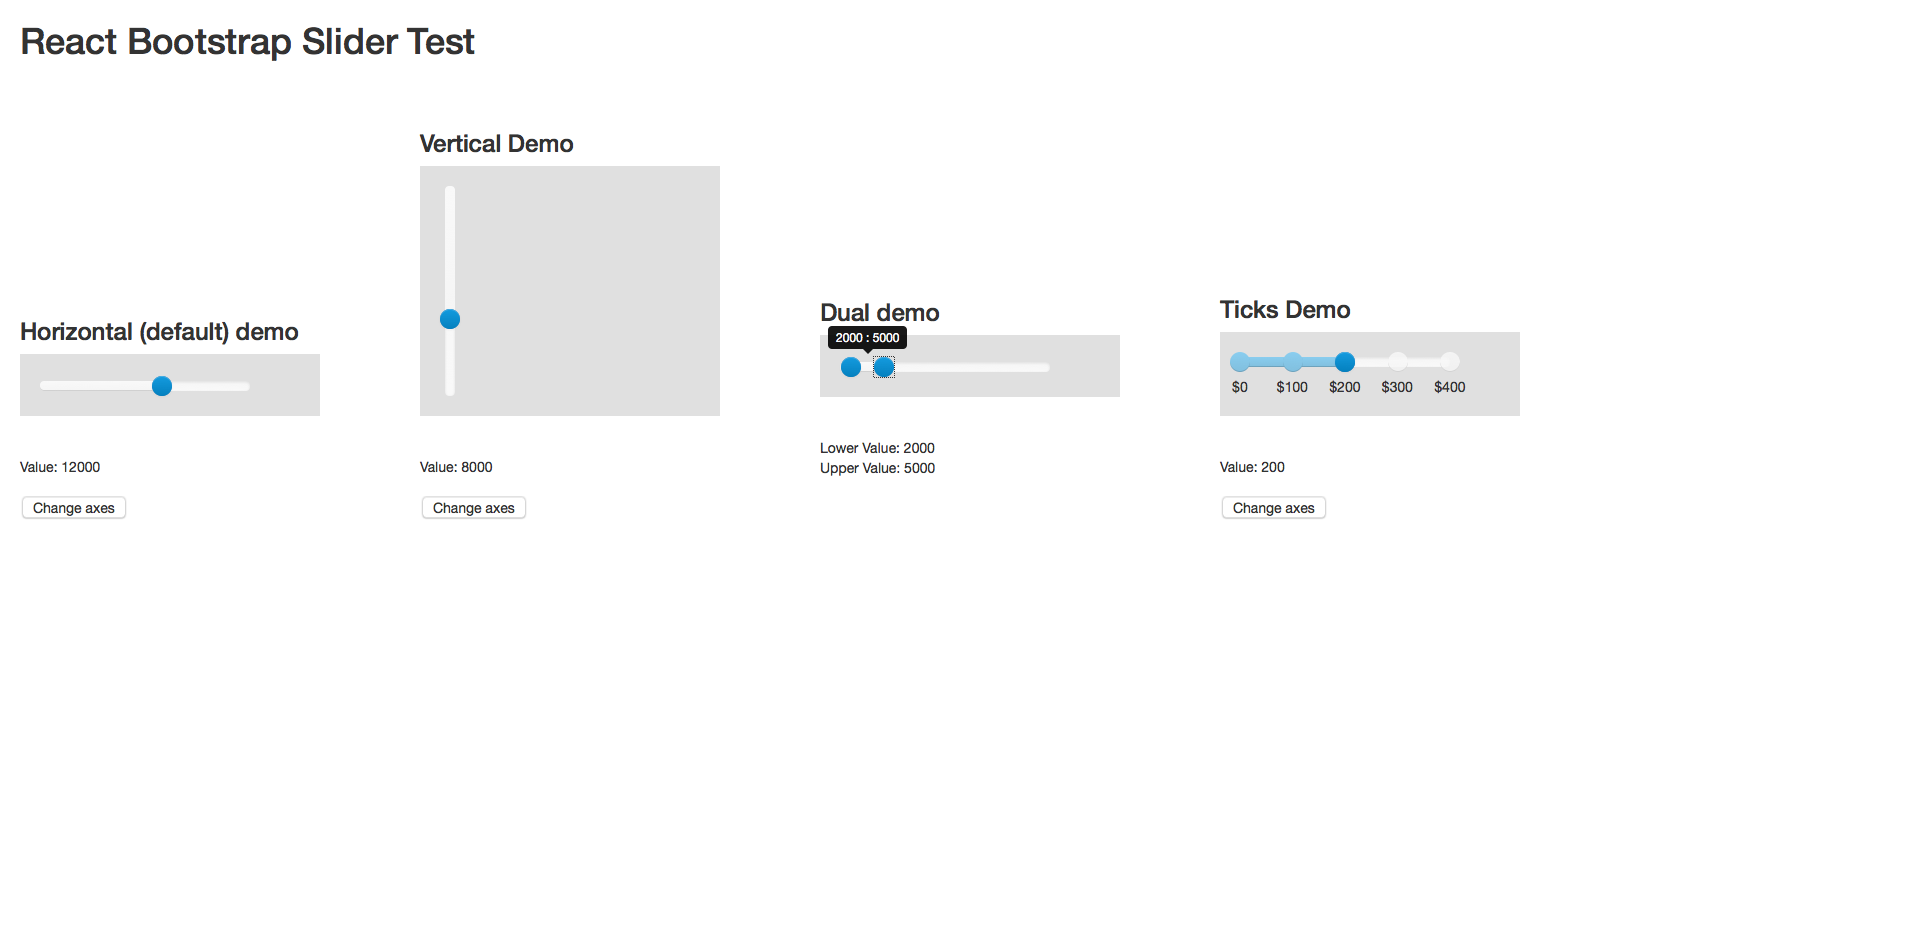 React Bootstrap Slider Test
Horizontal (default) demo
Value: 12000
Change axes
Vertical Demo
Value: 8000
Change axes
Dual demo
2000 : 5000
Lower Value: 2000
Upper Value: 5000
Ticks Demo
$0 $100 $200 $300 $400
Value: 200
Change axes